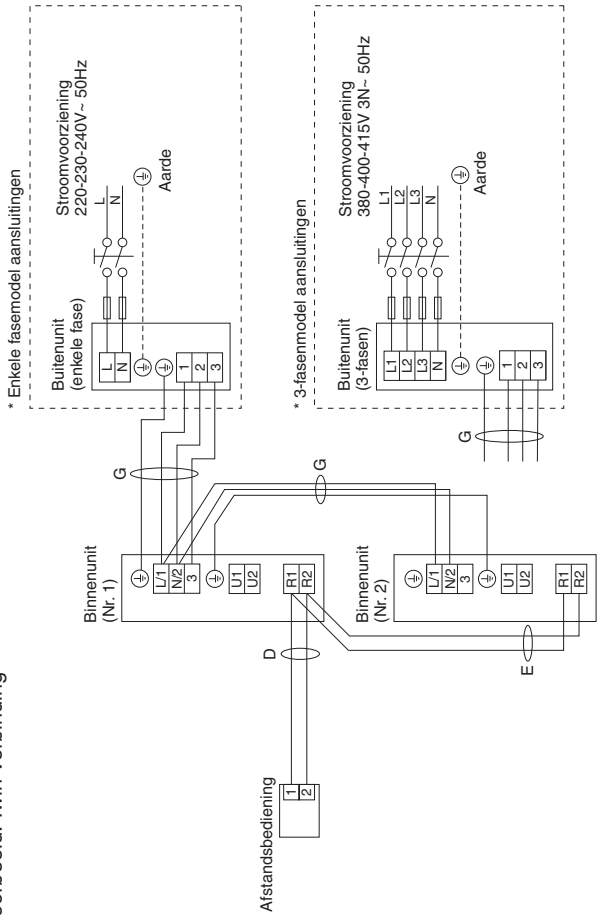 Twin-verbinding
Afstandsbediening
1
2
D
Binnenunit
(Nr. 1)
L/1
N/2
3
U1
U2
R1
R2
G
Binnenunit
(Nr. 2)
L/1
N/2
3
U1
U2
R1
R2
E
G
* Enkele fasemodel aansluitingen
Buitenunit
(enkele fase)
L
N
1
2
3
Stroomvoorziening
220-230-240V~ 50Hz
L
N
Aarde
* 3-fasenmodel aansluitingen
Buitenunit
(3-fasen)
L1
L2
L3
N
1
2
3
G
Stroomvoorziening
380-400-415V 3N~ 50Hz
L1
L2
L3
N
Aarde